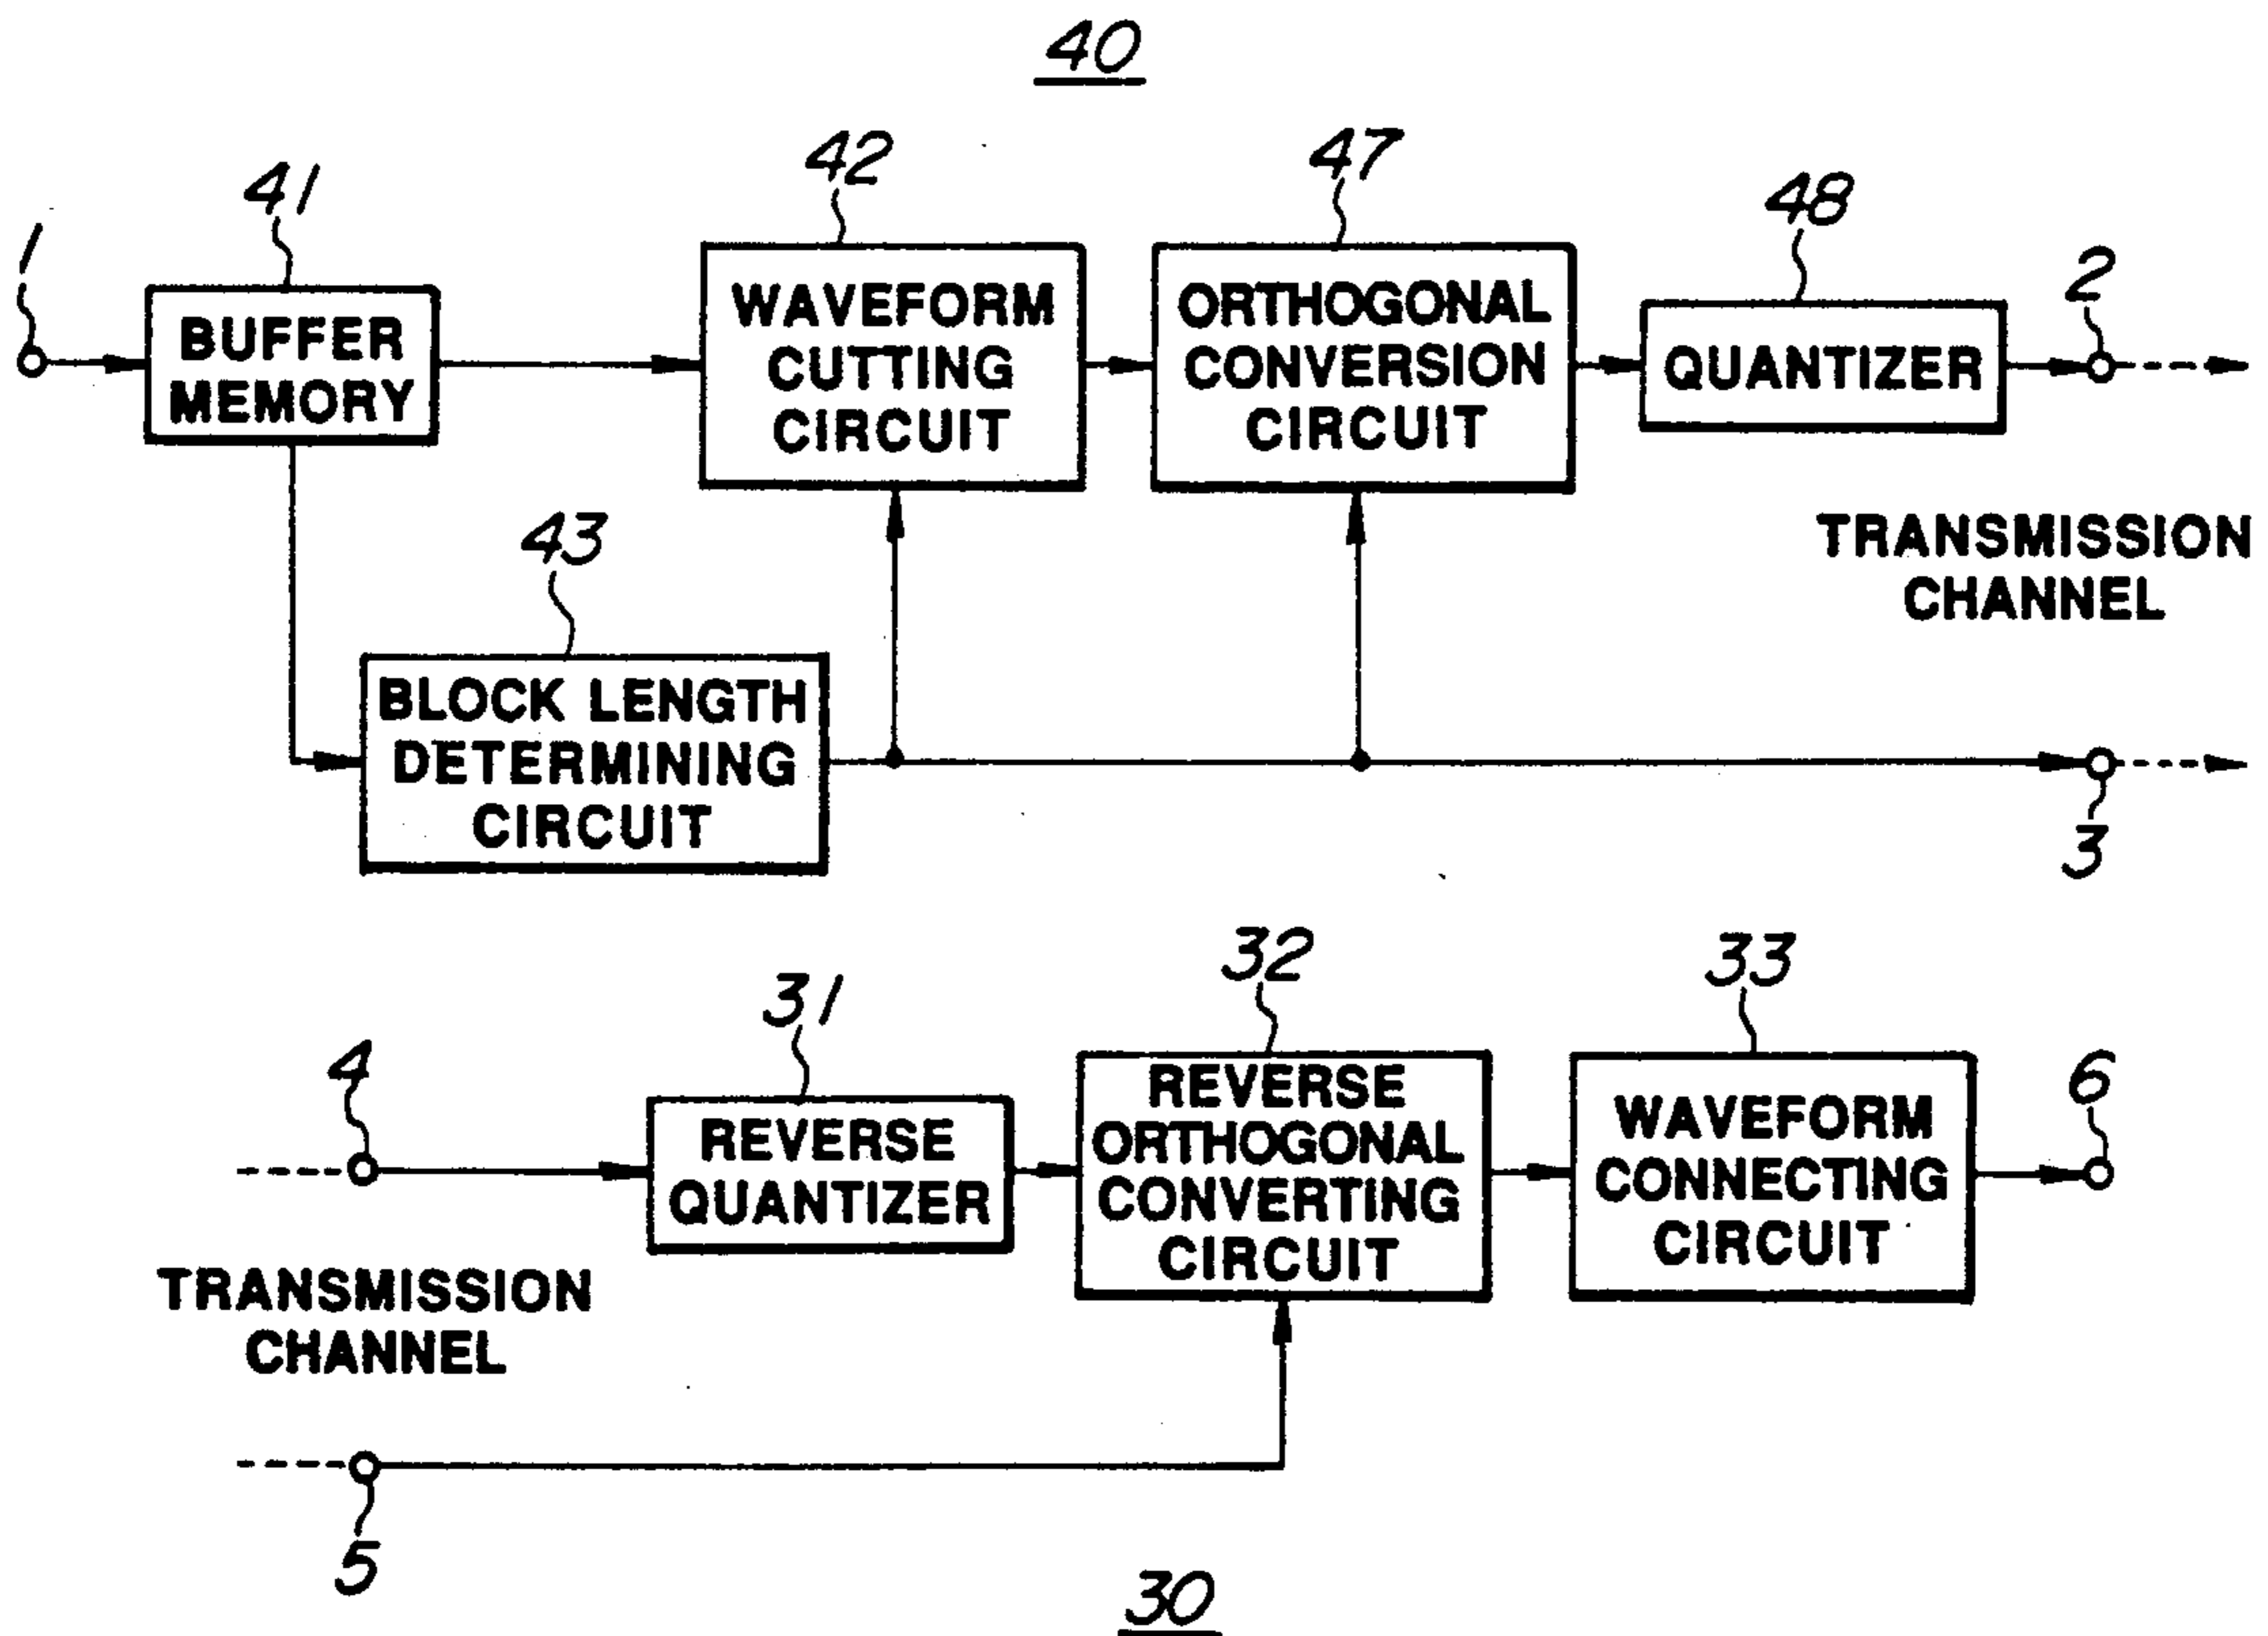 40
41
42
47
48
1
2
BUFFER
MEMORY
WAVEFORM
CUTTING
CIRCUIT
ORTHOGONAL
CONVERSION
CIRCUIT
QUANTIZER
TRANSMISSION
CHANNEL
43
BLOCK LENGTH
DETERMINING
CIRCUIT
3
31
32
33
4
6
REVERSE
QUANTIZER
REVERSE
ORTHOGONAL
CONVERTING
CIRCUIT
WAVEFORM
CONNECTING
CIRCUIT
TRANSMISSION
CHANNEL
5
30